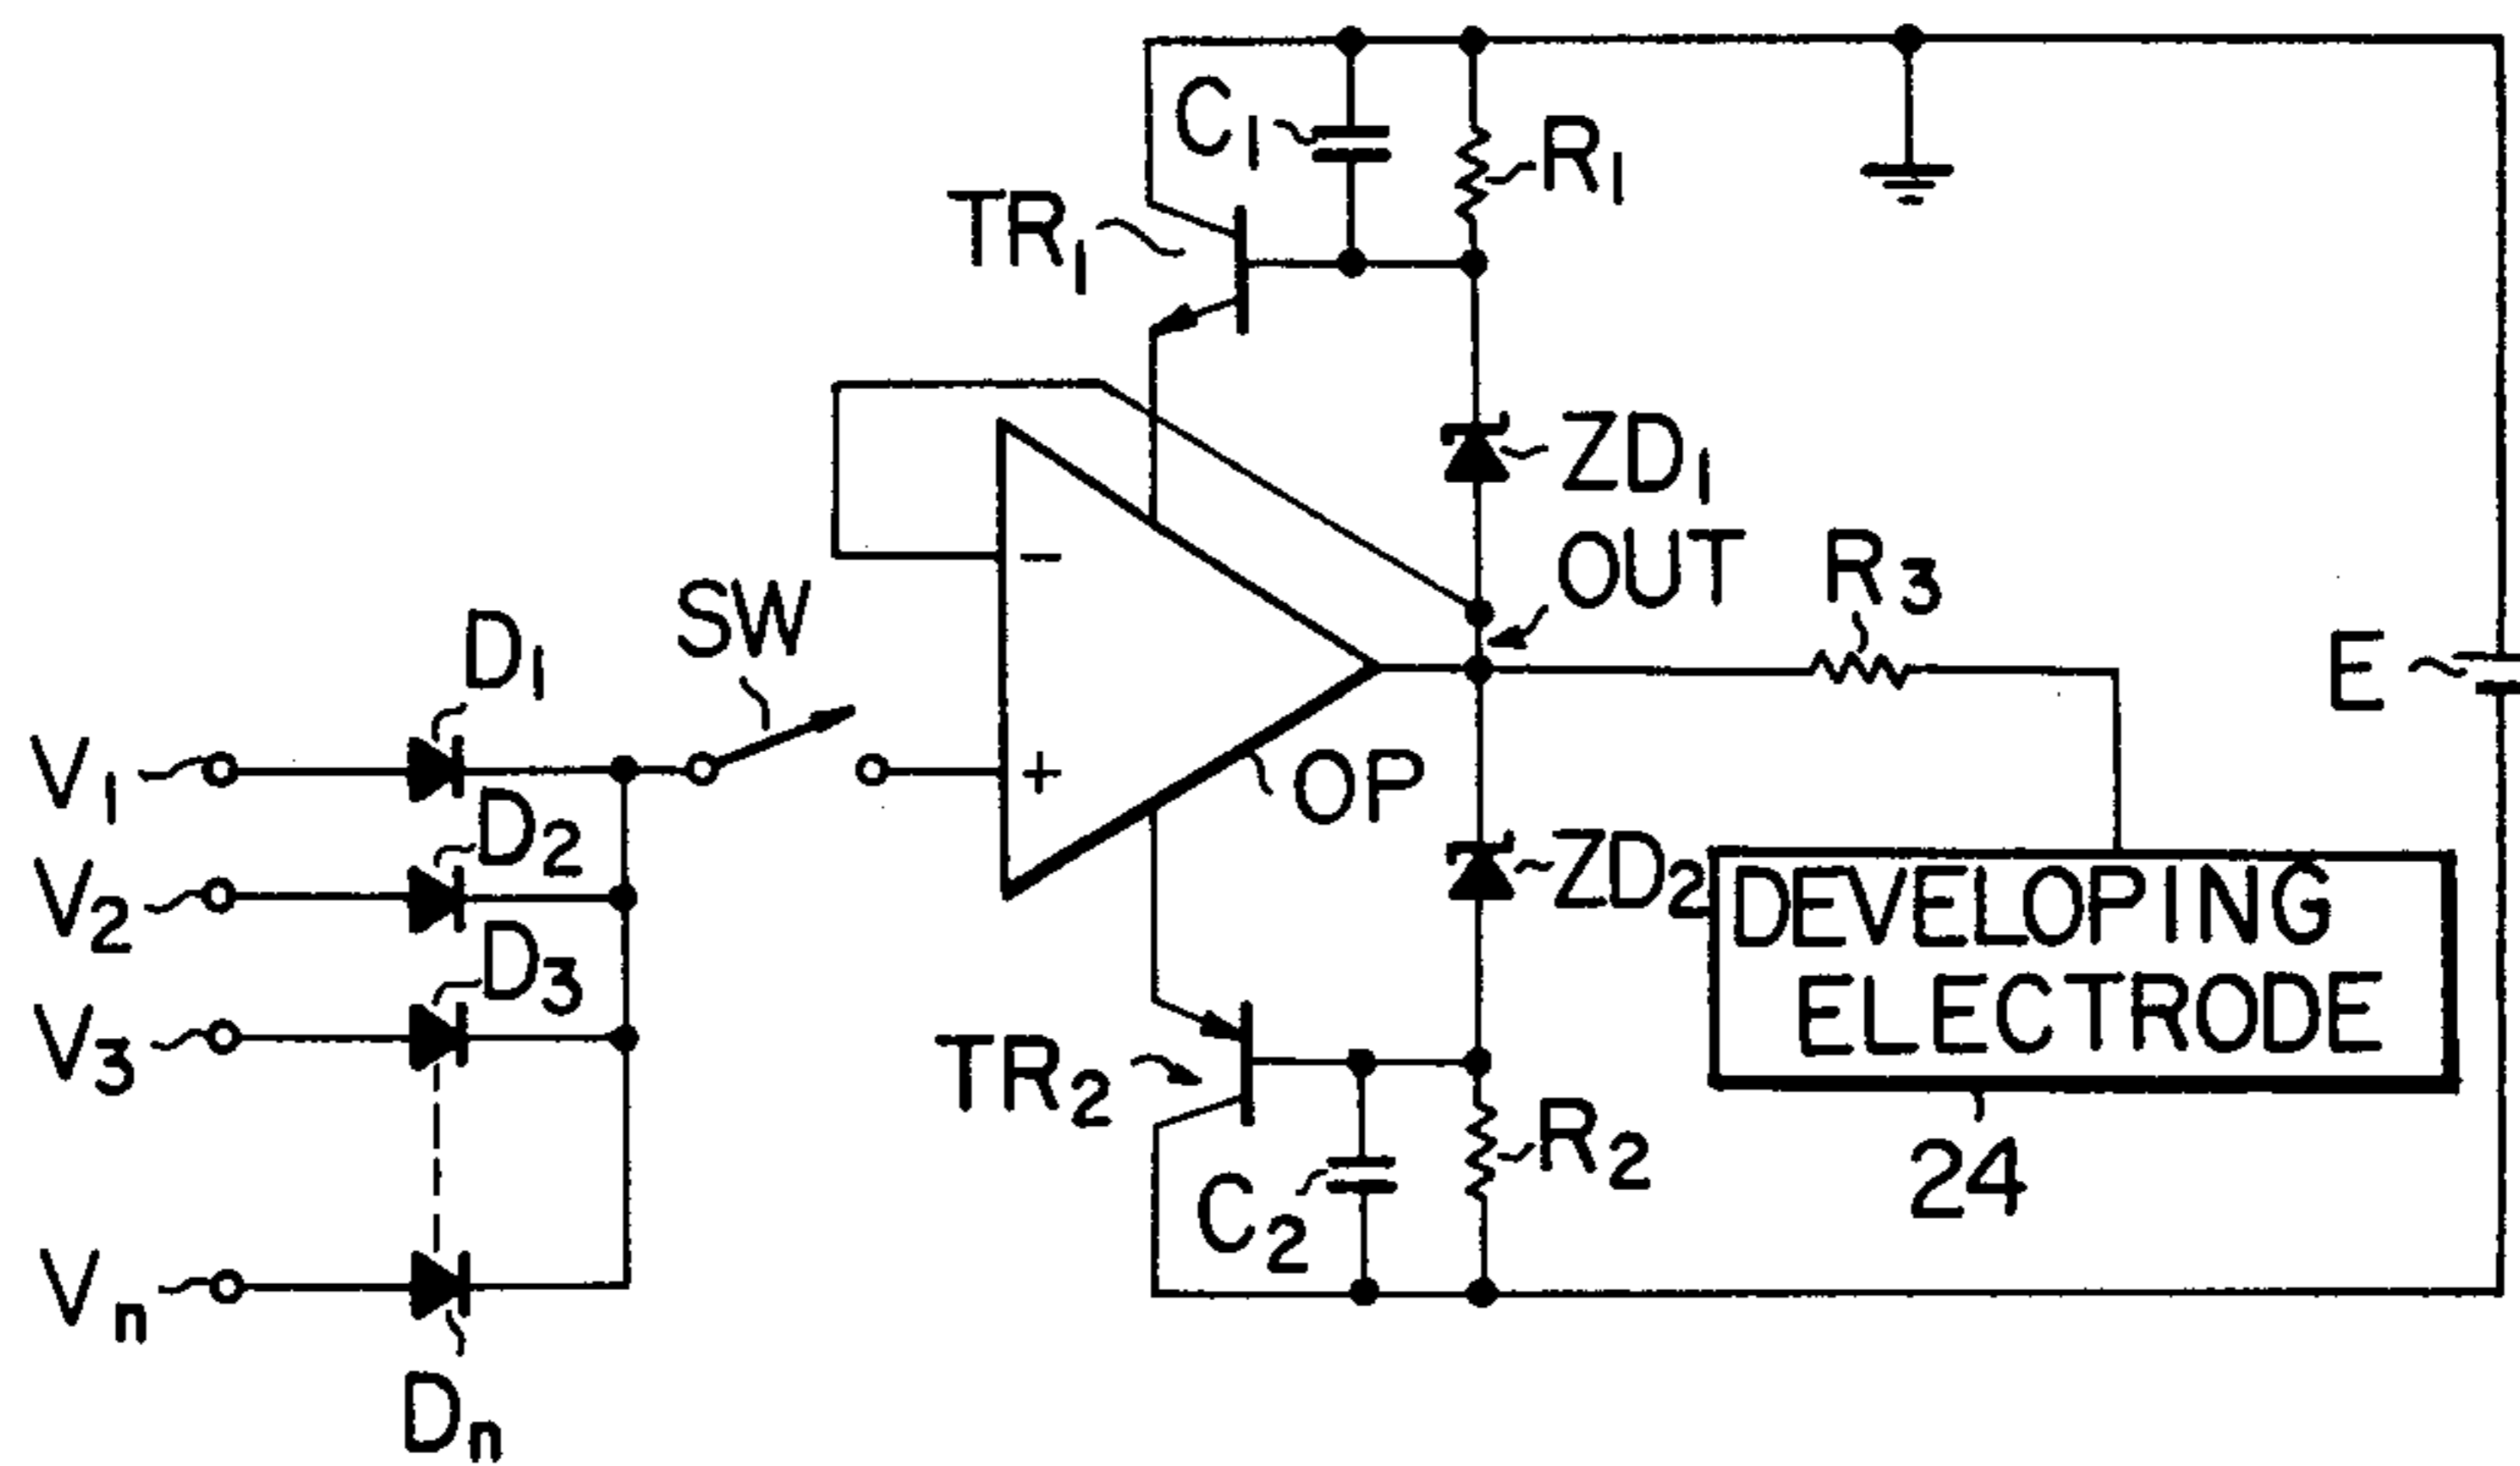 C1
R1
TR1
ZD1
OUT
R3
SW
E
D1
V1
−
+
OP
D2
V2
ZD2
DEVELOPING
ELECTRODE
D3
V3
TR2
R2
24
C2
Vn
Dn